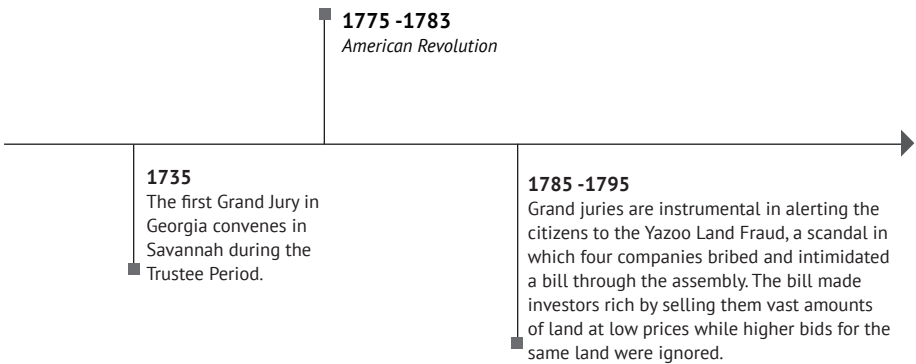 1775 -1783
American Revolution
1735
The first Grand Jury in
Georgia convenes in
Savannah during the
Trustee Period.
1785 -1795
Grand juries are instrumental in alerting the
citizens to the Yazoo Land Fraud, a scandal in
which four companies bribed and intimidated
a bill through the assembly. The bill made
investors rich by selling them vast amounts
of land at low prices while higher bids for the
same land were ignored.